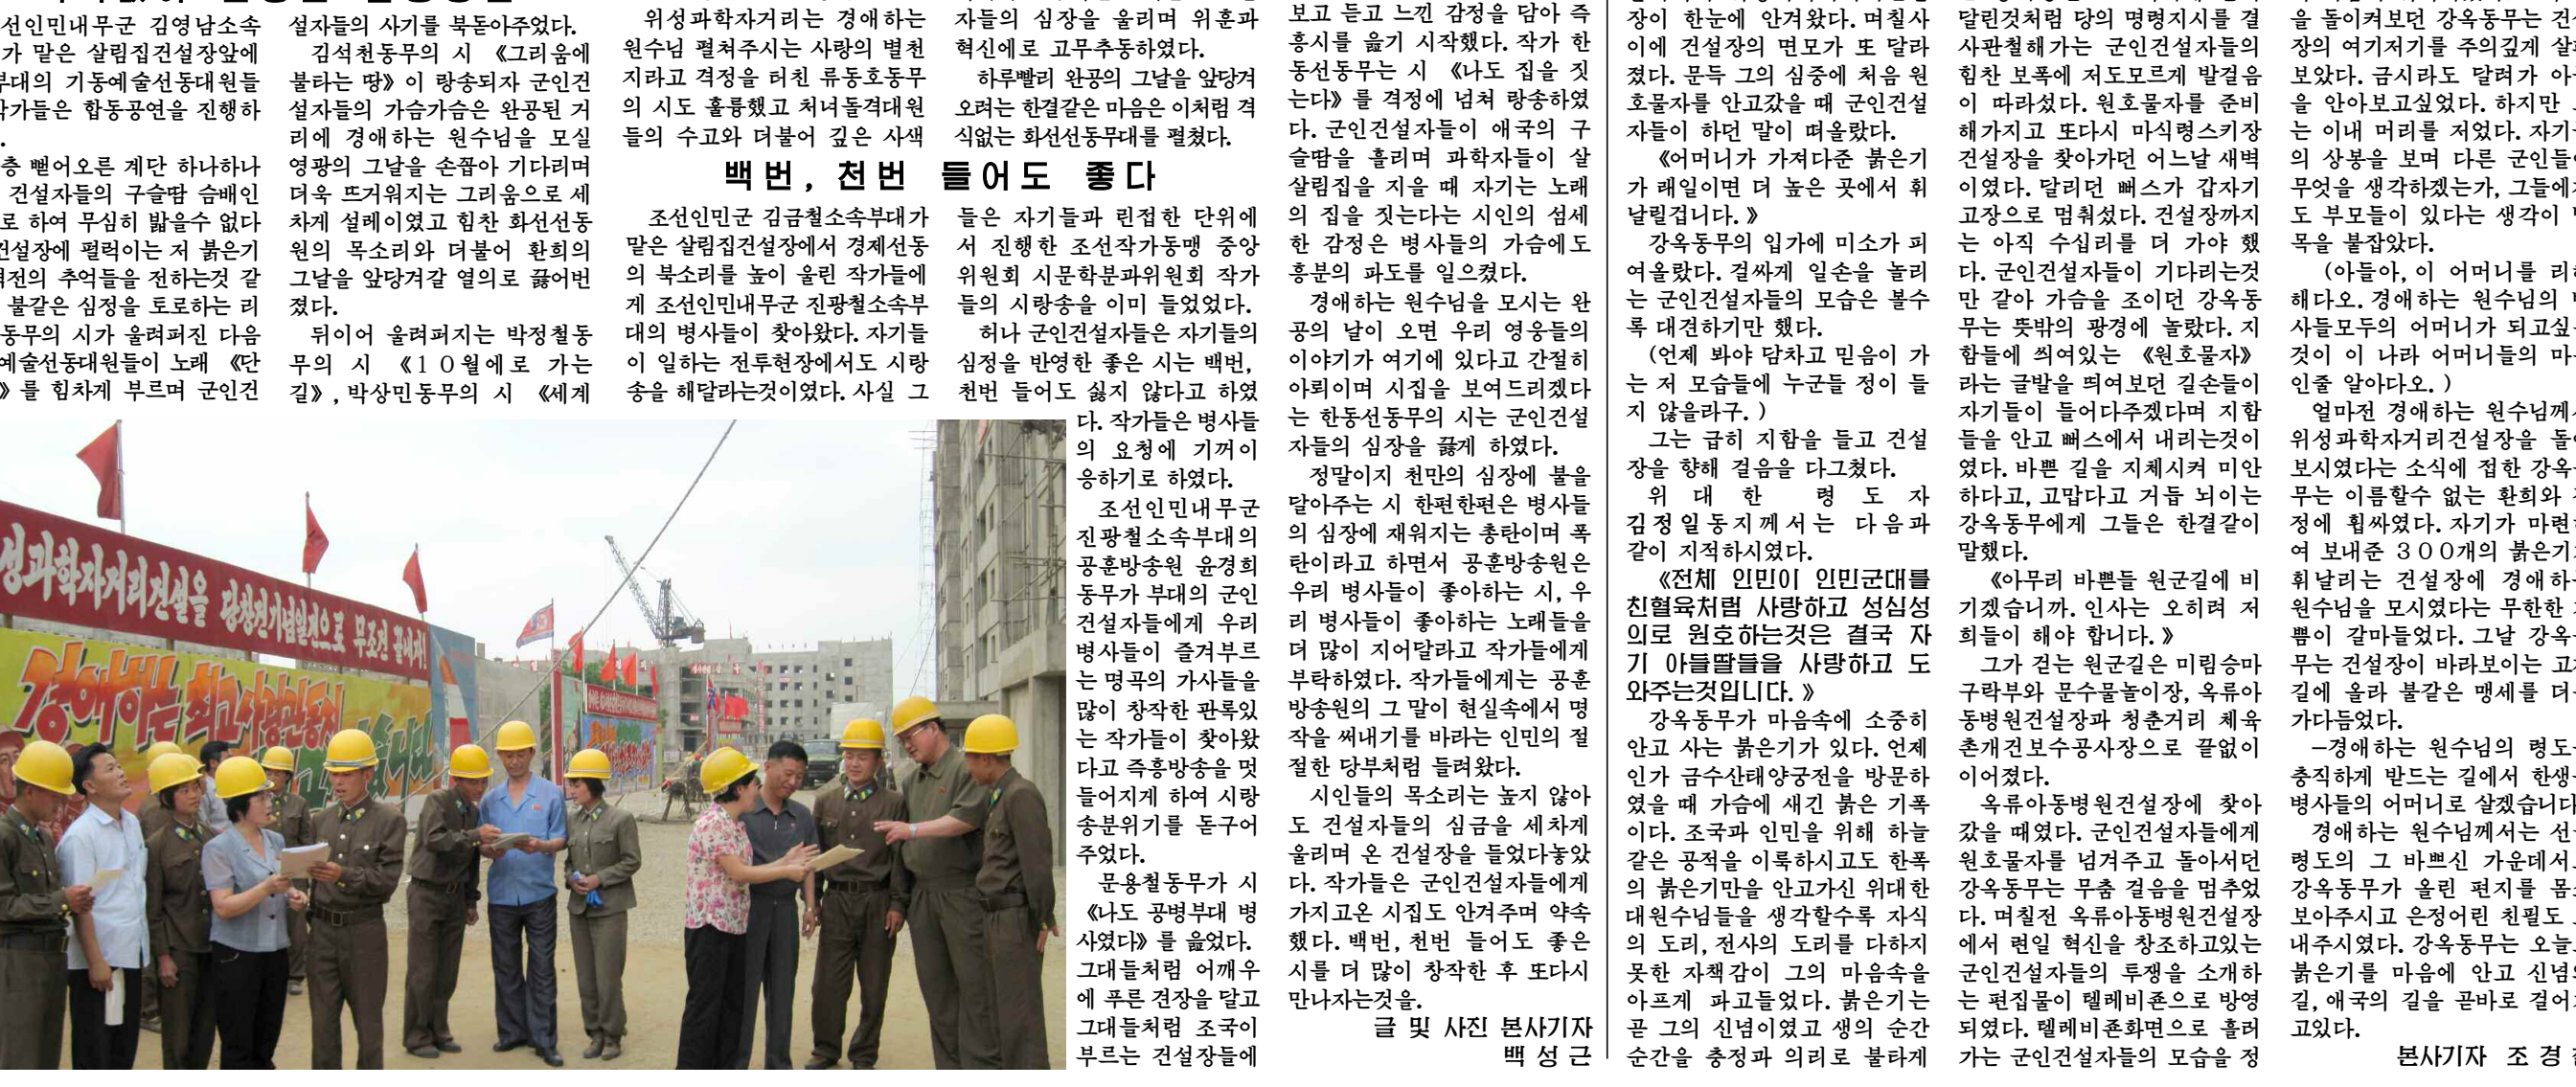 선인민내무군 김영남소속
가 맡은 살림집건설장앞에
부대의 기동예술선동대원들
작가들은 합동공연을 진행하
.
층 뻗어오른 계단 하나하나
건설자들의 구슬땀 슴배인
로 하여 무심히 밟을수 없다
건설장에 펄럭이는 저 붉은기
격전의 추억들을 전하는것 같
불같은 심정을 토로하는 리
동무의 시가 울려퍼진 다음
예술선동대원들이 노래 《단
》를 힘차게 부르며 군인건
설자들의 사기를 북돋아주었다.
김석천동무의 시 《그리움에
불타는 땅》이 랑송되자 군인건
설자들의 가슴가슴은 완공된 거
리에 경애하는 원수님을 모실
영광의 그날을 손꼽아 기다리며
더욱 뜨거워지는 그리움으로 세
차게 설레이였고 힘찬 화선선동
원의 목소리와 더불어 환희의
그날을 앞당겨갈 열의로 끓어번
졌다.
뒤이어 울려퍼지는 박정철동
무의 시 《10월에로 가는
길》, 박상민동무의 시 《세계
위성과학자거리는 경애하는
원수님 펼쳐주시는 사랑의 별천
지라고 격정을 터친 류동호동무
의 시도 훌륭했고 처녀돌격대원
들의 수고와 더불어 깊은 사색
자들의 심장을 울리며 위훈과
혁신에로 고무추동하였다.
하루빨리 완공의 그날을 앞당겨
오려는 한결같은 마음은 이처럼 격
식없는 화선선동무대를 펼쳤다.
백번, 천번 들어도 좋다
조선인민군 김금철소속부대가
맡은 살림집건설장에서 경제선동
의 북소리를 높이 울린 작가들에
게 조선인민내무군 진광철소속부
대의 병사들이 찾아왔다. 자기들
이 일하는 전투현장에서도 시랑
송을 해달라는것이였다. 사실 그
들은 자기들과 린접한 단위에
서 진행한 조선작가동맹 중앙
위원회 시문학분과위원회 작가
들의 시랑송을 이미 들었었다.
허나 군인건설자들은 자기들의
심정을 반영한 좋은 시는 백번,
천번 들어도 싫지 않다고 하였
다. 작가들은 병사들
의 요청에 기꺼이
응하기로 하였다.
조선인민내무군
진광철소속부대의
공훈방송원 윤경희
동무가 부대의 군인
건설자들에게 우리
병사들이 즐겨부르
는 명곡의 가사들을
많이 창작한 관록있
는 작가들이 찾아왔
다고 즉흥방송을 멋
들어지게 하여 시랑
송분위기를 돋구어
주었다.
문용철동무가 시
《나도 공병부대 병
사였다》를 읊었다.
그대들처럼 어깨우
에 푸른 견장을 달고
그대들처럼 조국이
부르는 건설장들에
보고 듣고 느낀 감정을 담아 즉
흥시를 읊기 시작했다. 작가 한
동선동무는 시 《나도 집을 짓
는다》를 격정에 넘쳐 랑송하였
다. 군인건설자들이 애국의 구
슬땀을 흘리며 과학자들이 살
살림집을 지을 때 자기는 노래
의 집을 짓는다는 시인의 섬세
한 감정은 병사들의 가슴에도
흥분의 파도를 일으켰다.
경애하는 원수님을 모시는 완
공의 날이 오면 우리 영웅들의
이야기가 여기에 있다고 간절히
아뢰이며 시집을 보여드리겠다
는 한동선동무의 시는 군인건설
자들의 심장을 끓게 하였다.
정말이지 천만의 심장에 불을
달아주는 시 한편한편은 병사들
의 심장에 재워지는 총탄이며 폭
탄이라고 하면서 공훈방송원은
우리 병사들이 좋아하는 시, 우
리 병사들이 좋아하는 노래들을
더 많이 지어달라고 작가들에게
부탁하였다. 작가들에게는 공훈
방송원의 그 말이 현실속에서 명
작을 써내기를 바라는 인민의 절
절한 당부처럼 들려왔다.
시인들의 목소리는 높지 않아
도 건설자들의 심금을 세차게
울리며 온 건설장을 들었다놓았
다. 작가들은 군인건설자들에게
가지고온 시집도 안겨주며 약속
했다. 백번, 천번 들어도 좋은
시를 더 많이 창작한 후 또다시
만나자는것을.
글 및 사진 본사기자
백성근
성과학자거리건설을 당창건기념일전으로 무조건 끝내자!
경애하는 최고사령관동지
장이 한눈에 안겨왔다. 며칠사
이에 건설장의 면모가 또 달라
졌다. 문득 그의 심중에 처음 원
호물자를 안고갔을 때 군인건설
자들이 하던 말이 떠올랐다.
《어머니가 가져다준 붉은기
가 래일이면 더 높은 곳에서 휘
날릴겁니다.》
강옥동무의 입가에 미소가 피
여올랐다. 걸싸게 일손을 놀리
는 군인건설자들의 모습은 볼수
록 대견하기만 했다.
(언제 봐야 담차고 믿음이 가
는 저 모습들에 누군들 정이 들
지 않을라구.)
그는 급히 지함을 들고 건설
장을 향해 걸음을 다그쳤다.
위대한 령도자
김정일동지께서는 다음과
같이 지적하시였다.
《전체 인민이 인민군대를
친혈육처럼 사랑하고 성심성
의로 원호하는것은 결국 자
기 아들딸들을 사랑하고 도
와주는것입니다.》
강옥동무가 마음속에 소중히
안고 사는 붉은기가 있다. 언제
인가 금수산태양궁전을 방문하
였을 때 가슴에 새긴 붉은 기폭
이다. 조국과 인민을 위해 하늘
같은 공적을 이룩하시고도 한폭
의 붉은기만을 안고가신 위대한
대원수님들을 생각할수록 자식
의 도리, 전사의 도리를 다하지
못한 자책감이 그의 마음속을
아프게 파고들었다. 붉은기는
곧 그의 신념이였고 생의 순간
순간을 충정과 의리로 불타게
달린것처럼 당의 명령지시를 결
사관철해가는 군인건설자들의
힘찬 보폭에 저도모르게 발걸음
이 따라섰다. 원호물자를 준비
해가지고 또다시 마식령스키장
건설장을 찾아가던 어느날 새벽
이였다. 달리던 뻐스가 갑자기
고장으로 멈춰섰다. 건설장까지
는 아직 수십리를 더 가야 했
다. 군인건설자들이 기다리는것
만 같아 가슴을 조이던 강옥동
무는 뜻밖의 광경에 놀랐다. 지
함들에 씌여있는 《원호물자》
라는 글발을 띄여보던 길손들이
자기들이 들어다주겠다며 지함
들을 안고 뻐스에서 내리는것이
였다. 바쁜 길을 지체시켜 미안
하다고, 고맙다고 거듭 뇌이는
강옥동무에게 그들은 한결같이
말했다.
《아무리 바쁜들 원군길에 비
기겠습니까. 인사는 오히려 저
희들이 해야 합니다.》
그가 걷는 원군길은 미림승마
구락부와 문수물놀이장, 옥류아
동병원건설장과 청춘거리 체육
촌개건보수공사장으로 끝없이
이어졌다.
옥류아동병원건설장에 찾아
갔을 때였다. 군인건설자들에게
원호물자를 넘겨주고 돌아서던
강옥동무는 무춤 걸음을 멈추었
다. 며칠전 옥류아동병원건설장
에서 련일 혁신을 창조하고있는
군인건설자들의 투쟁을 소개하
는 편집물이 텔레비죤으로 방영
되였다. 텔레비죤화면으로 흘러
가는 군인건설자들의 모습을 정
을 돌이켜보던 강옥동무는 건
장의 여기저기를 주의깊게 살
보았다. 금시라도 달려가 아
을 안아보고싶었다. 하지만
는 이내 머리를 저었다. 자기
의 상봉을 보며 다른 군인들
무엇을 생각하겠는가, 그들에
도 부모들이 있다는 생각이
목을 붙잡았다.
(아들아, 이 어머니를 리
해다오. 경애하는 원수님의
사들모두의 어머니가 되고싶
것이 이 나라 어머니들의 마
인줄 알아다오.)
얼마전 경애하는 원수님께
위성과학자거리건설장을 돌
보시였다는 소식에 접한 강옥
무는 이름할수 없는 환희와
정에 휩싸였다. 자기가 마련
여 보내준 300개의 붉은기
휘날리는 건설장에 경애하
원수님을 모시였다는 무한한
쁨이 갈마들었다. 그날 강옥
무는 건설장이 바라보이는 고
길에 올라 불같은 맹세를 더
가다듬었다.
―경애하는 원수님의 령도
충직하게 받드는 길에서 한생
병사들의 어머니로 살겠습니다
경애하는 원수님께서는 선
령도의 그 바쁘신 가운데서
강옥동무가 올린 편지를 몸
보아주시고 은정어린 친필도
내주시였다. 강옥동무는 오늘
붉은기를 마음에 안고 신념
길, 애국의 길을 곧바로 걸어
고있다.
본사기자 조경